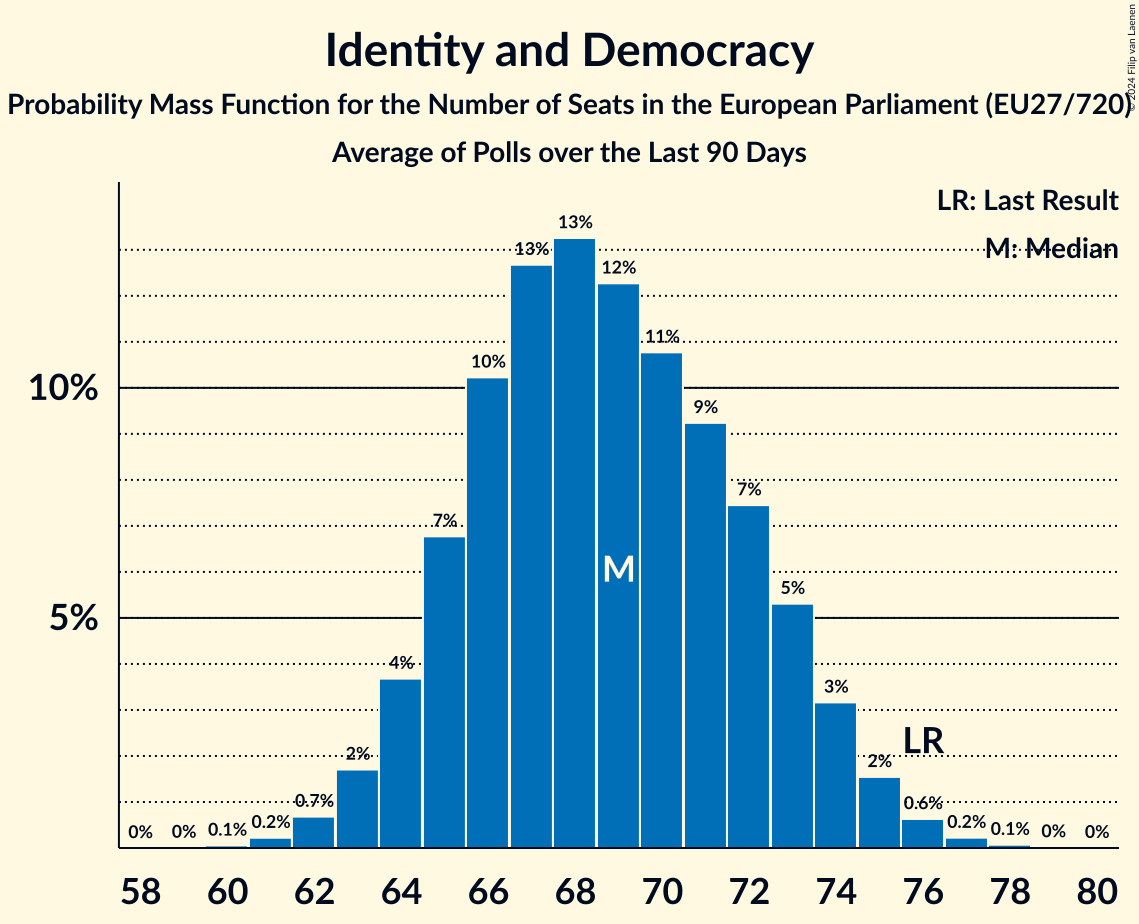 Identity and Democracy
Probability Mass Function for the Number of Seats in the European Parliament (EU27/720)
Average of Polls over the Last 90 Days
© 2024 Filip van Laenen
LR: Last Result
M: Median
13%
13%
12%
11%
10%
10%
9%
7%
7%
M
5%
5%
4%
3%
LR
2%
2%
0.7%
0.6%
0.2%
0.2%
0.1%
0.1%
0%
0%
0%
0%
58 60 62 64 66 68 70 72 74 76 78 80